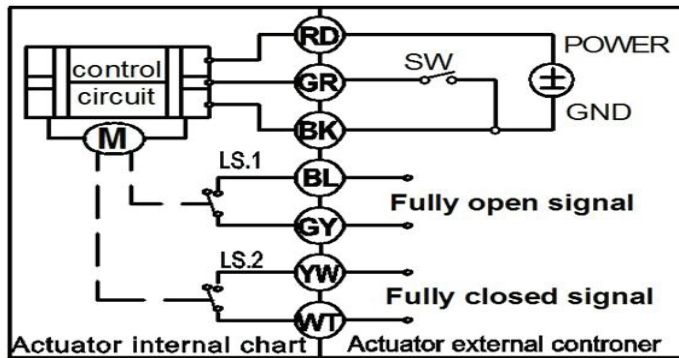 RD
POWER
control
circuit
GR
SW
±
GND
BK
M
LS.1
BL
Fully open signal
GY
LS.2
YW
Fully closed signal
WT
Actuator internal chart
Actuator external controner